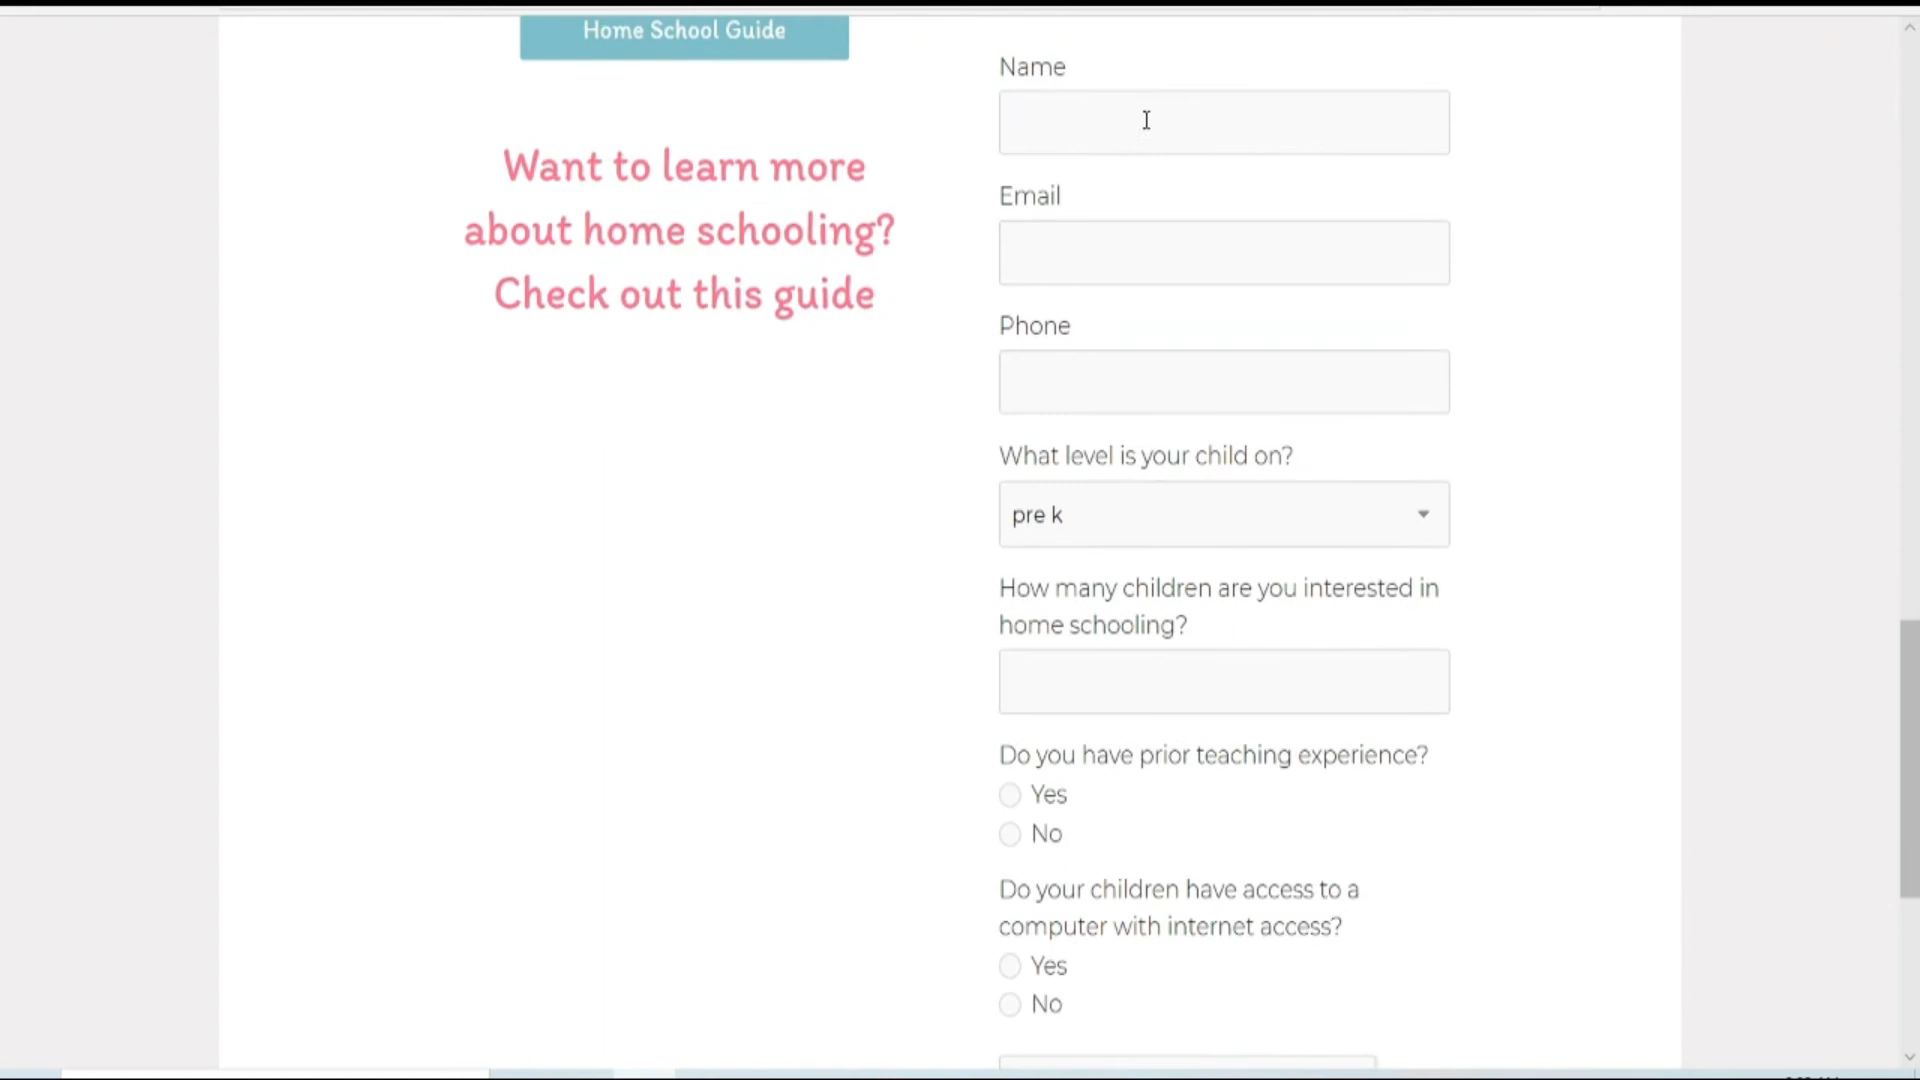 Home School Guide
Want to learn more
about home schooling?
Check out this guide
Name
Email
Phone
What level is your child on?
pre k
How many children are you interested in
home schooling?
Do you have prior teaching experience?
Yes
No
Do your children have access to a
computer with internet access?
Yes
No